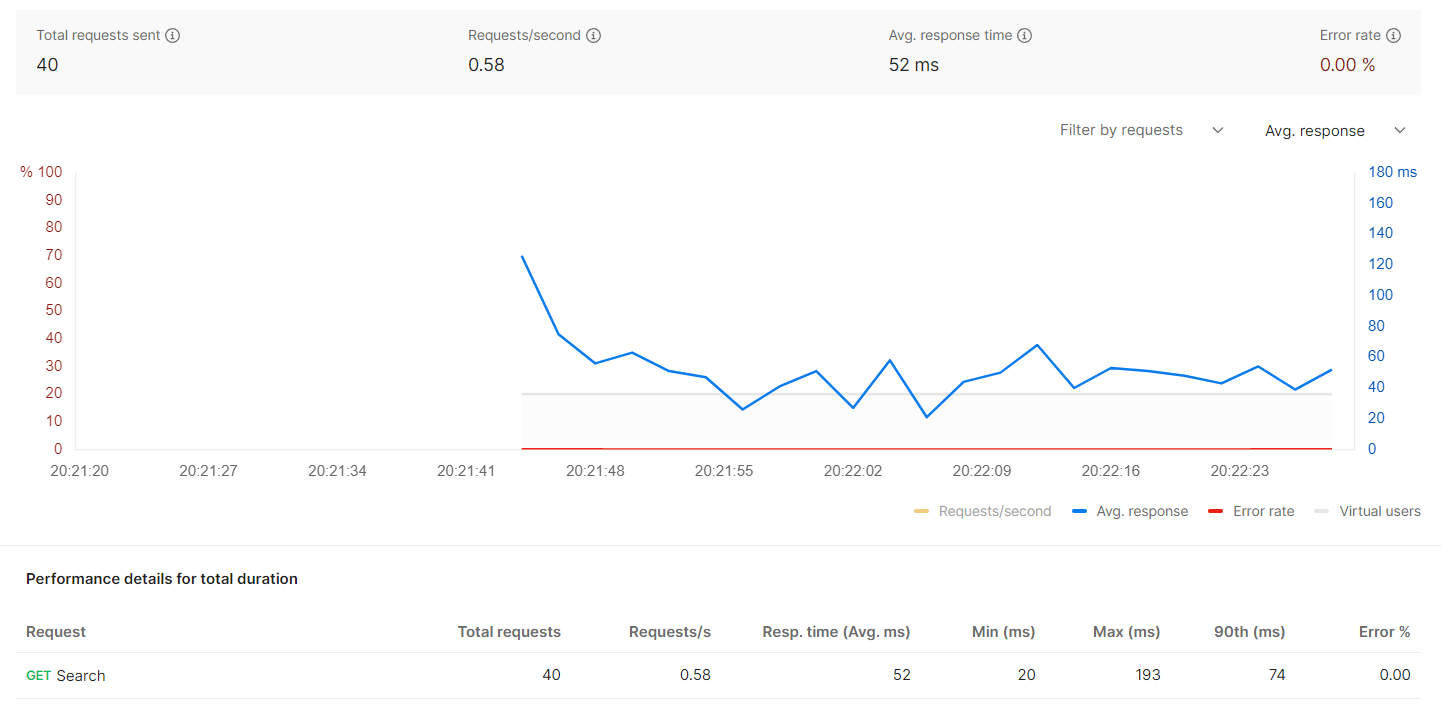 Total requests sent Requests/second Avg. response time Error rate
40 0.58 52 ms 0.00 %
Filter by requests Avg. response
% 100 180 ms
90 160
80 140
70 120
60 100
50 80
40 60
30 40
20 20
10 0
0
20:21:20 20:21:27 20:21:34 20:21:41 20:21:48 20:21:55 20:22:02 20:22:09 20:22:16 20:22:23
Requests/second Avg. response Error rate Virtual users
Performance details for total duration
Request Total requests Requests/s Resp. time (Avg. ms) Min (ms) Max (ms) 90th (ms) Error %
GET Search 40 0.58 52 20 193 74 0.00